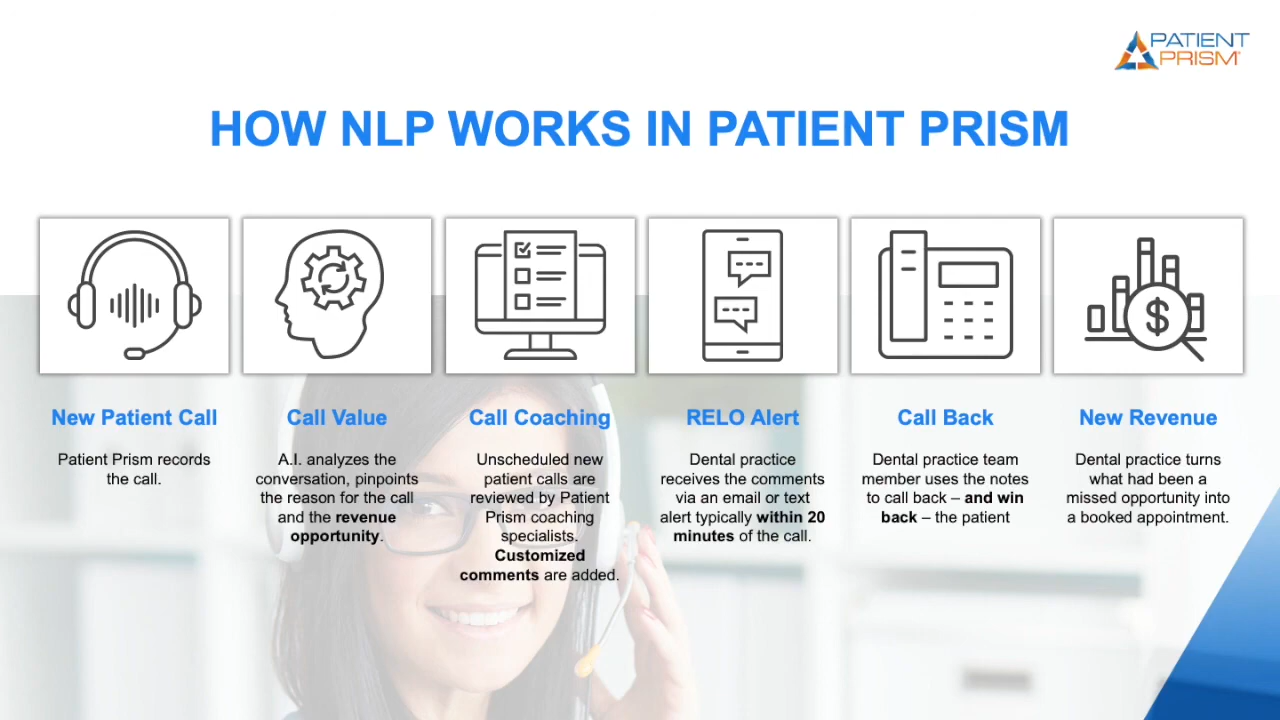 PATIENT
PRISM
HOW NLP WORKS IN PATIENT PRISM
New Patient Call
Patient Prism records
the call.
Call Value
A.I. analyzes the
conversation, pinpoints
the reason for the call
and the revenue
opportunity.
Call Coaching
Unscheduled new
patient calls are
reviewed by Patient
Prism coaching
specialists.
Customized
comments are added.
RELO Alert
Dental practice
receives the comments
via an email or text
alert typically within 20
minutes of the call.
Call Back
Dental practice team
member uses the notes
to call back – and win
back – the patient
New Revenue
Dental practice turns
what had been a
missed opportunity into
a booked appointment.
$